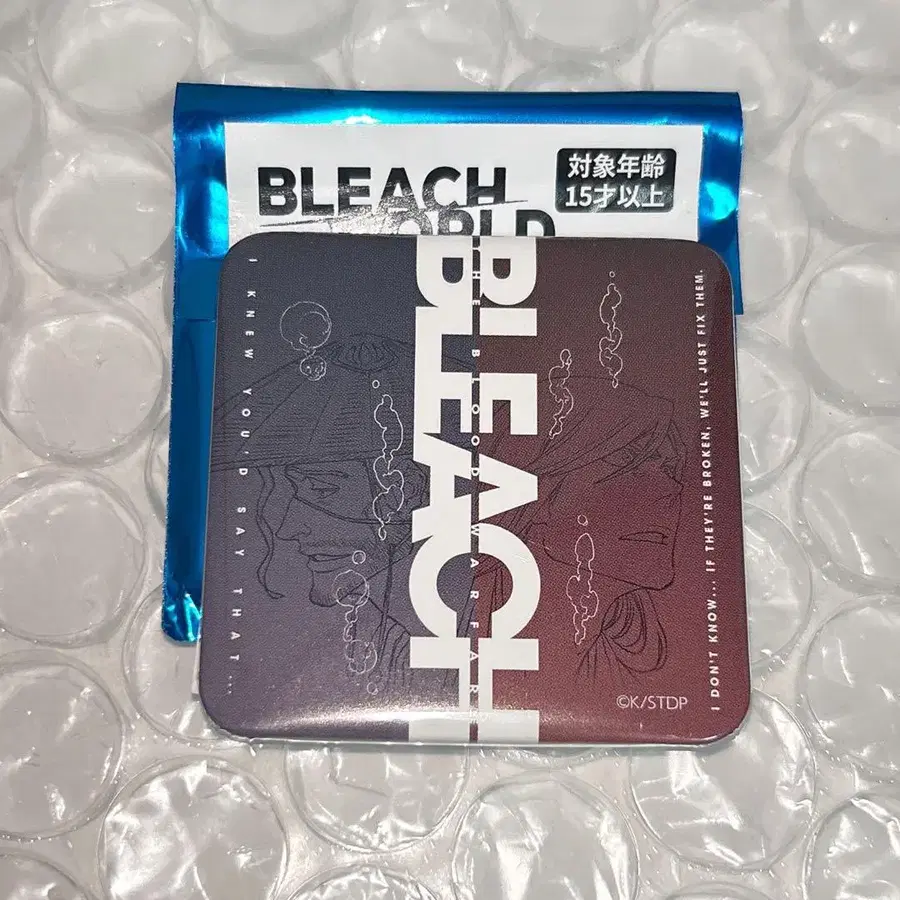 BLEACH
WORLD
対象年齢
15才以上
I KNEW YOU'D SAY THAT...
BLEACH
THE BLOOD WARFARE
I DON'T KNOW... IF THEY'RE BROKEN, WE'LL JUST FIX THEM.
©K/STDP